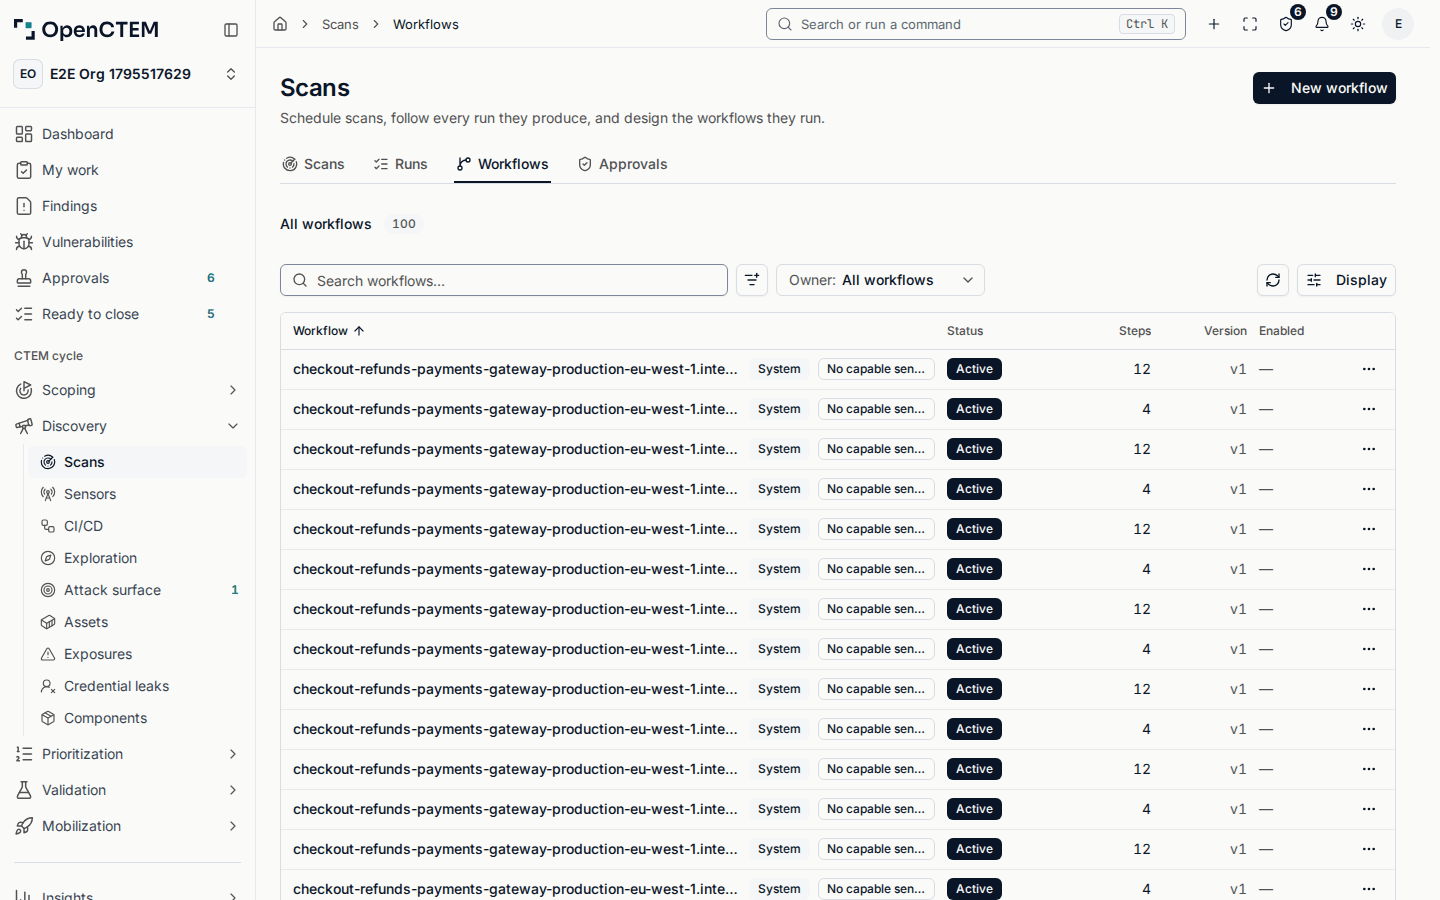 OpenCTEM
EO E2E Org 1795517629
Dashboard
My work
Findings
Vulnerabilities
Approvals 6
Ready to close 5
CTEM cycle
Scoping
Discovery
Scans
Sensors
CI/CD
Exploration
Attack surface 1
Assets
Exposures
Credential leaks
Components
Prioritization
Validation
Mobilization
Insights
Scans Workflows
Search or run a command Ctrl K
6 9 E
Scans
New workflow
Schedule scans, follow every run they produce, and design the workflows they run.
Scans Runs Workflows Approvals
All workflows 100
Search workflows...
Owner: All workflows
Display
Workflow Status Steps Version Enabled
checkout-refunds-payments-gateway-production-eu-west-1.inte... System No capable sen... Active 12 v1 — ...
checkout-refunds-payments-gateway-production-eu-west-1.inte... System No capable sen... Active 4 v1 — ...
checkout-refunds-payments-gateway-production-eu-west-1.inte... System No capable sen... Active 12 v1 — ...
checkout-refunds-payments-gateway-production-eu-west-1.inte... System No capable sen... Active 4 v1 — ...
checkout-refunds-payments-gateway-production-eu-west-1.inte... System No capable sen... Active 12 v1 — ...
checkout-refunds-payments-gateway-production-eu-west-1.inte... System No capable sen... Active 4 v1 — ...
checkout-refunds-payments-gateway-production-eu-west-1.inte... System No capable sen... Active 12 v1 — ...
checkout-refunds-payments-gateway-production-eu-west-1.inte... System No capable sen... Active 4 v1 — ...
checkout-refunds-payments-gateway-production-eu-west-1.inte... System No capable sen... Active 12 v1 — ...
checkout-refunds-payments-gateway-production-eu-west-1.inte... System No capable sen... Active 4 v1 — ...
checkout-refunds-payments-gateway-production-eu-west-1.inte... System No capable sen... Active 12 v1 — ...
checkout-refunds-payments-gateway-production-eu-west-1.inte... System No capable sen... Active 4 v1 — ...
checkout-refunds-payments-gateway-production-eu-west-1.inte... System No capable sen... Active 12 v1 — ...
checkout-refunds-payments-gateway-production-eu-west-1.inte... System No capable sen... Active 4 v1 — ...